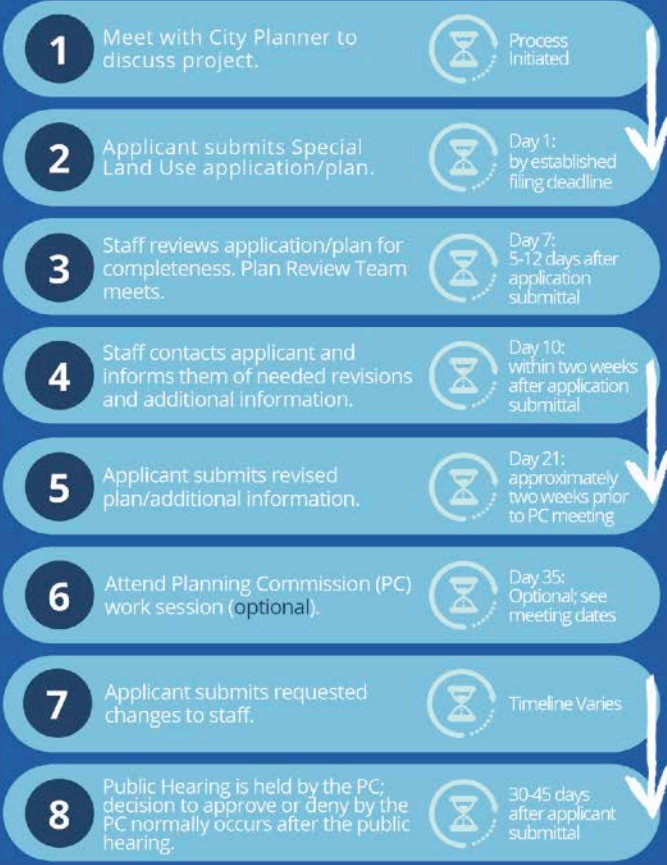 1
Meet with City Planner to
discuss project.
Process
Initiated
2
Applicant submits Special
Land Use application/plan.
Day 1:
by established
filing deadline
3
Staff reviews application/plan for
completeness. Plan Review Team
meets.
Day 7:
5-12 days after
application
submittal
4
Staff contacts applicant and
informs them of needed revisions
and additional information.
Day 10:
within two weeks
after application
submittal
5
Applicant submits revised
plan/additional information.
Day 21:
approximately
two weeks prior
to PC meeting
6
Attend Planning Commission (PC)
work session (optional).
Day 35:
Optional; see
meeting dates
7
Applicant submits requested
changes to staff.
Timeline Varies
8
Public Hearing is held by the PC;
decision to approve or deny by the
PC normally occurs after the public
hearing.
30-45 days
after applicant
submittal